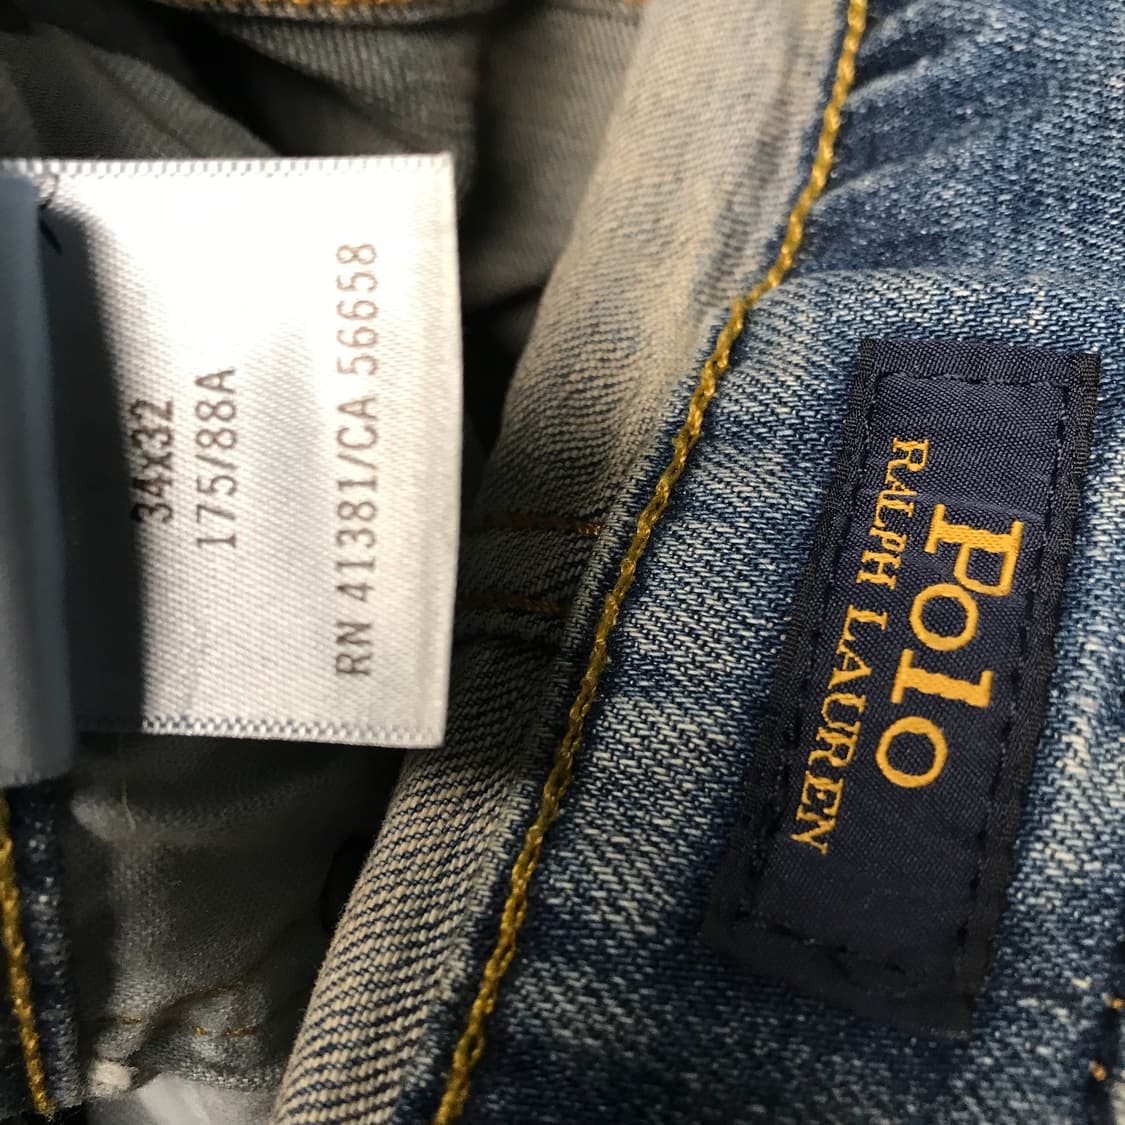 34x32
175/88A
RN 41381/CA 56658
POLO
RALPH LAUREN